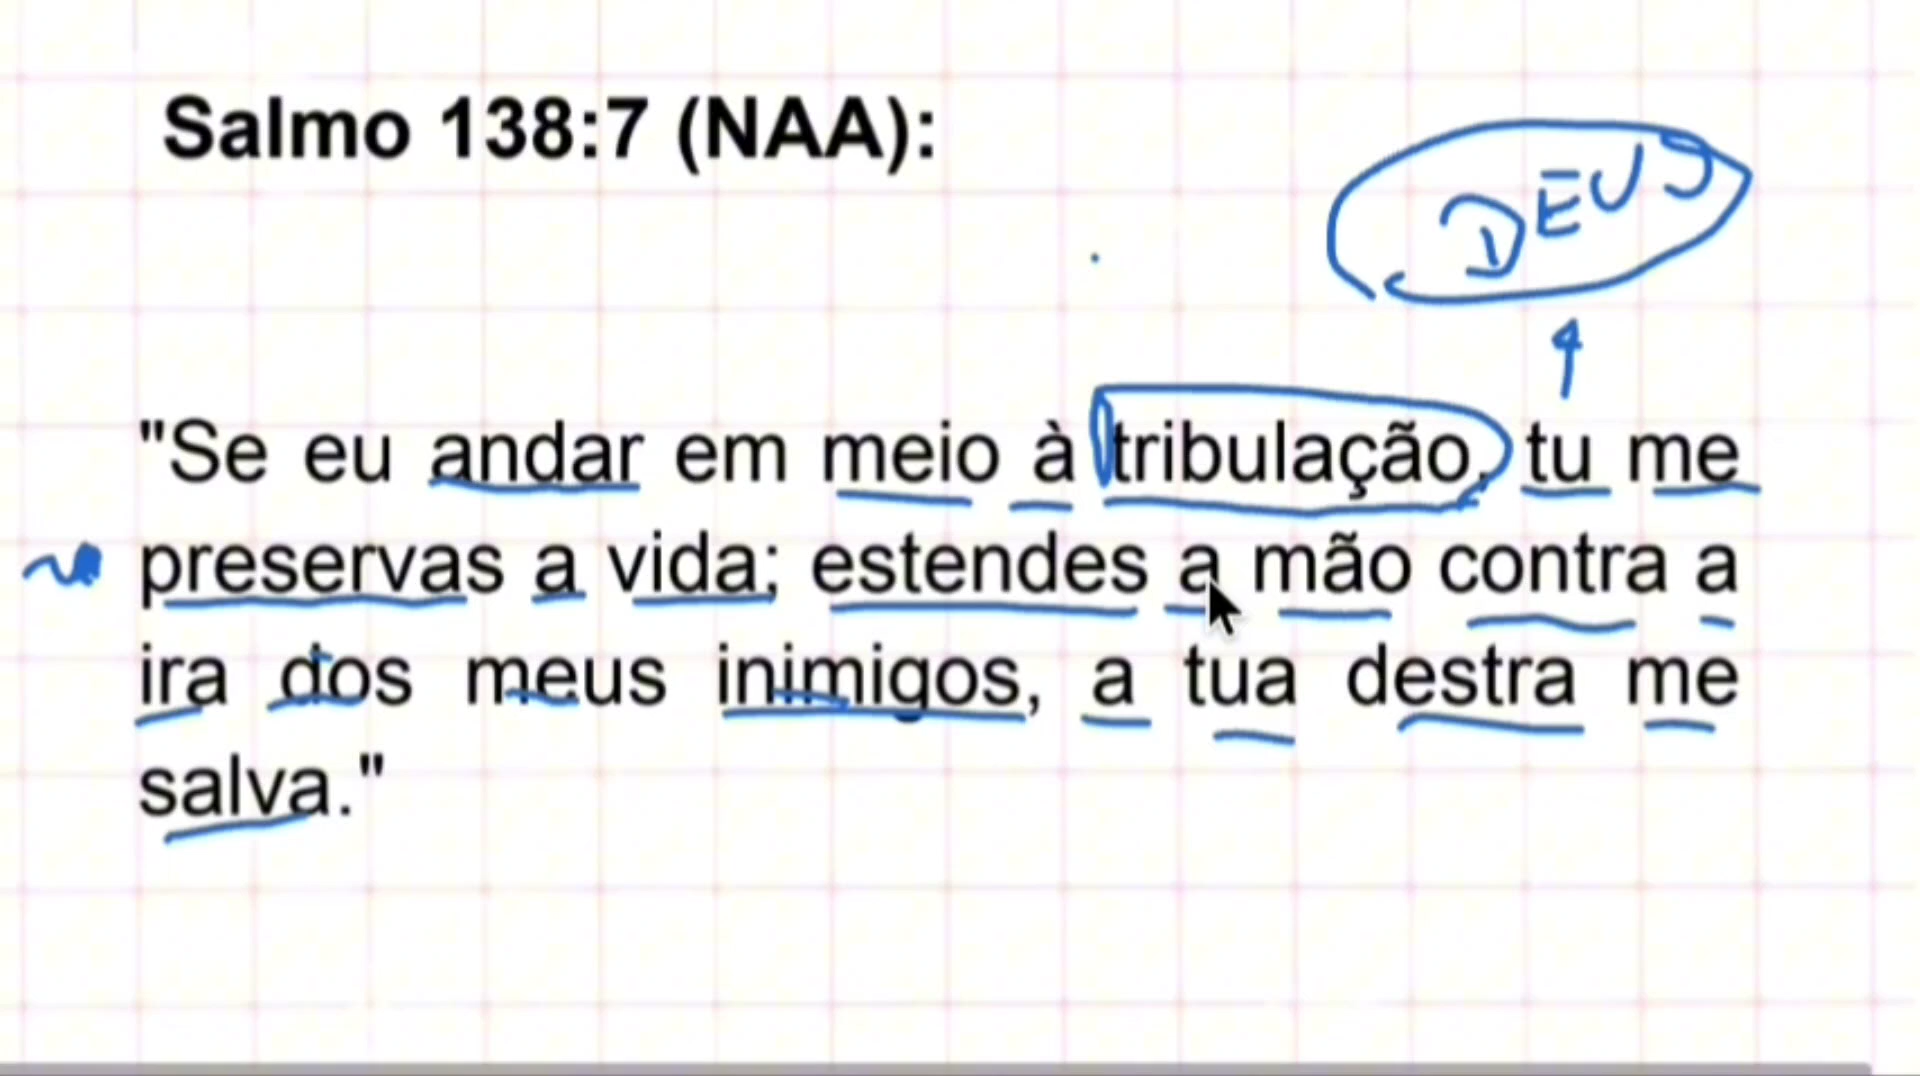 Salmo 138:7 (NAA):
DEUS
"Se eu andar em meio à tribulação, tu me
preservas a vida; estendes a mão contra a
ira dos meus inimigos, a tua destra me
salva."